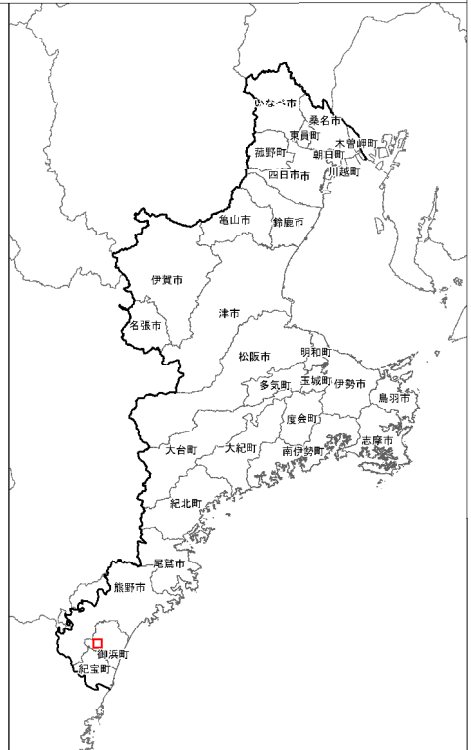 いなべ市
桑名市
東員町
木曽岬町
菰野町
朝日町
川越町
四日市市
亀山市
鈴鹿市
伊賀市
津市
名張市
松阪市
明和町
多気町
玉城町
伊勢市
鳥羽市
度会町
大台町
大紀町
南伊勢町
志摩市
紀北町
尾鷲市
熊野市
御浜町
紀宝町